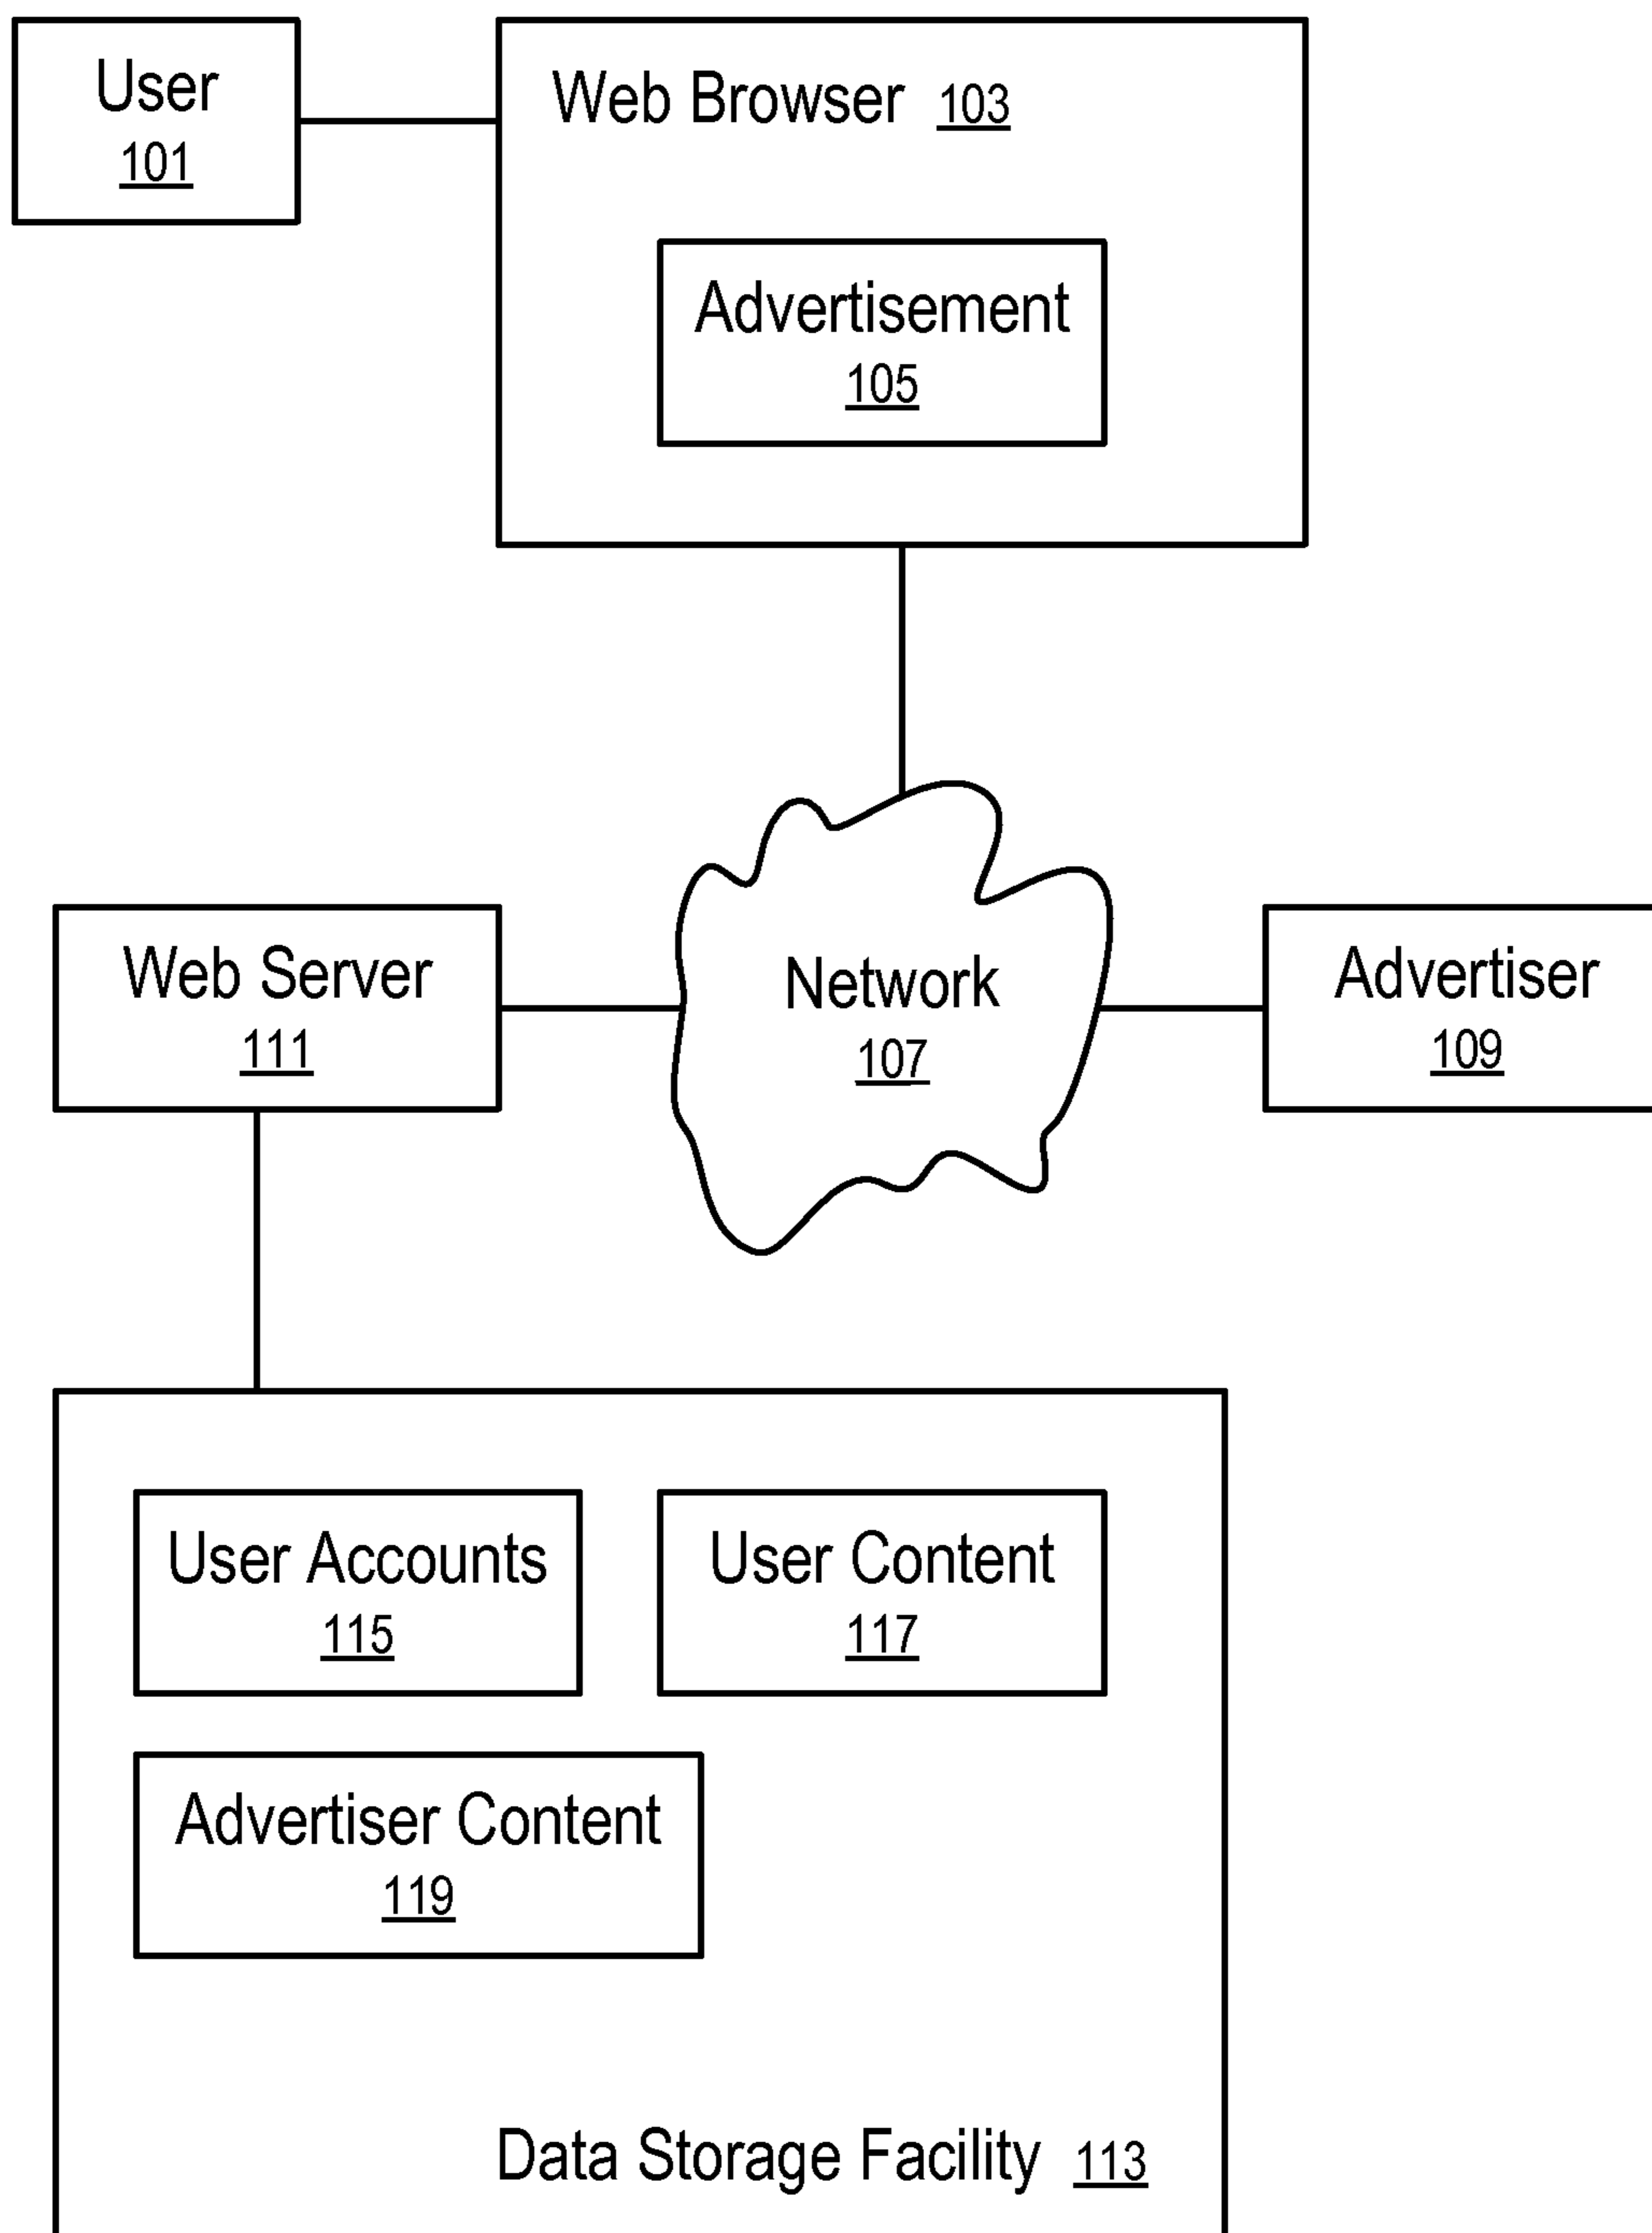 User
101
Web Browser 103
Advertisement
105
Web Server
111
Network
107
Advertiser
109
User Accounts
115
User Content
117
Advertiser Content
119
Data Storage Facility 113